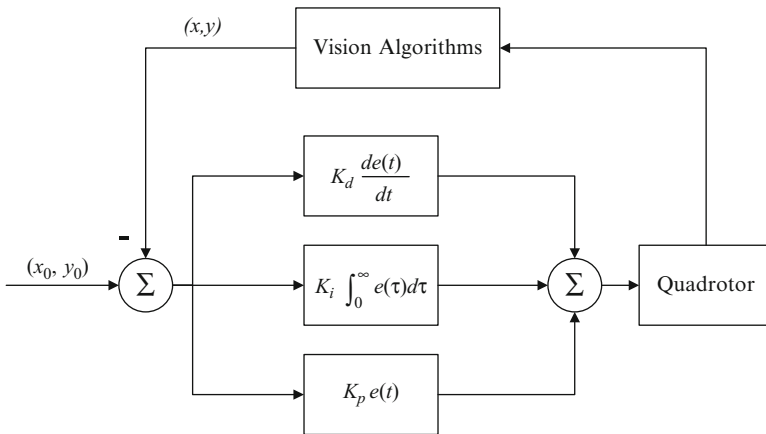 (x,y)
Vision Algorithms
K_d de(t)/dt
-
(x_0, y_0)
Σ
K_i ∫_0^∞ e(τ)dτ
Σ
Quadrotor
K_p e(t)